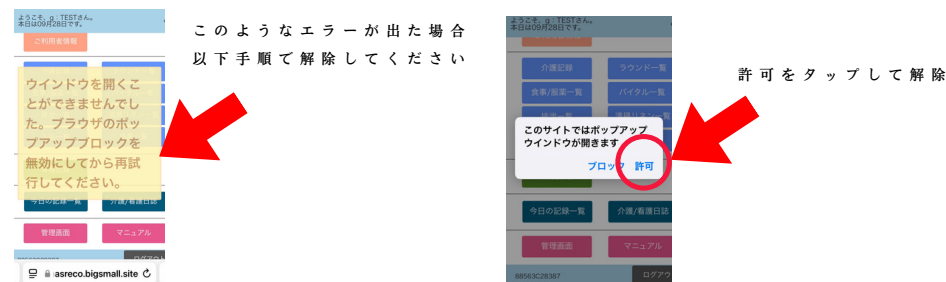 ようこそ、g:TESTさん。
本日は09月28日です。
ご利用者情報
ウインドウを開くこ
とができませんでし
た。ブラウザのポッ
プアップブロックを
無効にしてから再試
行してください。
今日の記録一覧
介護/看護日誌
管理画面
マニュアル
asreco.bigsmall.site
このようなエラーが出た場合
以下手順で解除してください
ようこそ、g:TESTさん。
本日は09月28日です。
介護記録
ラウンド一覧
食事/服薬一覧
バイタル一覧
このサイトではポップアップ
ウインドウが開きます
ブロック
許可
今日の記録一覧
介護/看護日誌
管理画面
マニュアル
88563C28387
ログアウ
許可をタップして解除